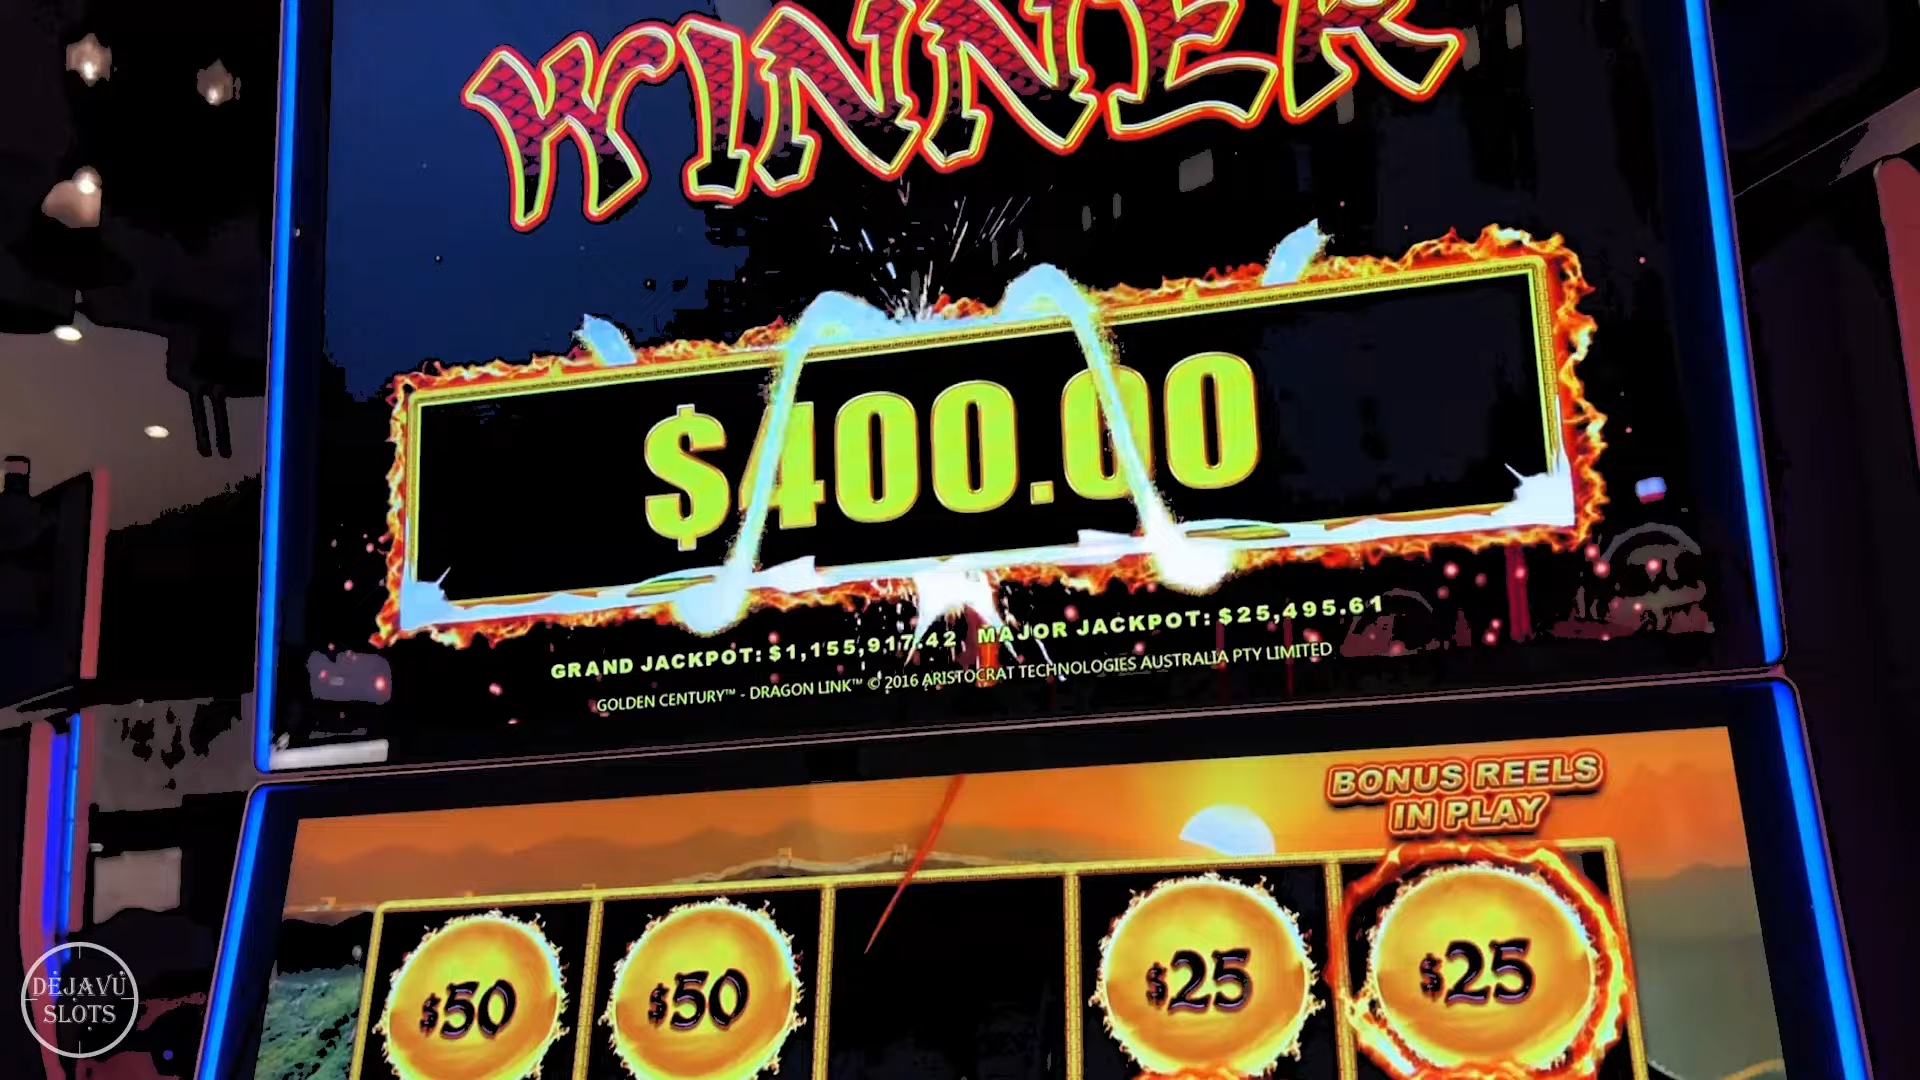 WINNER
$400.00
GRAND JACKPOT: $1,155,917.42 MAJOR JACKPOT: $25,495.61
GOLDEN CENTURY™ - DRAGON LINK™ © 2016 ARISTOCRAT TECHNOLOGIES AUSTRALIA PTY LIMITED
BONUS REELS
IN PLAY
$50 $50 $25 $25
DÉJAVU
SLOTS